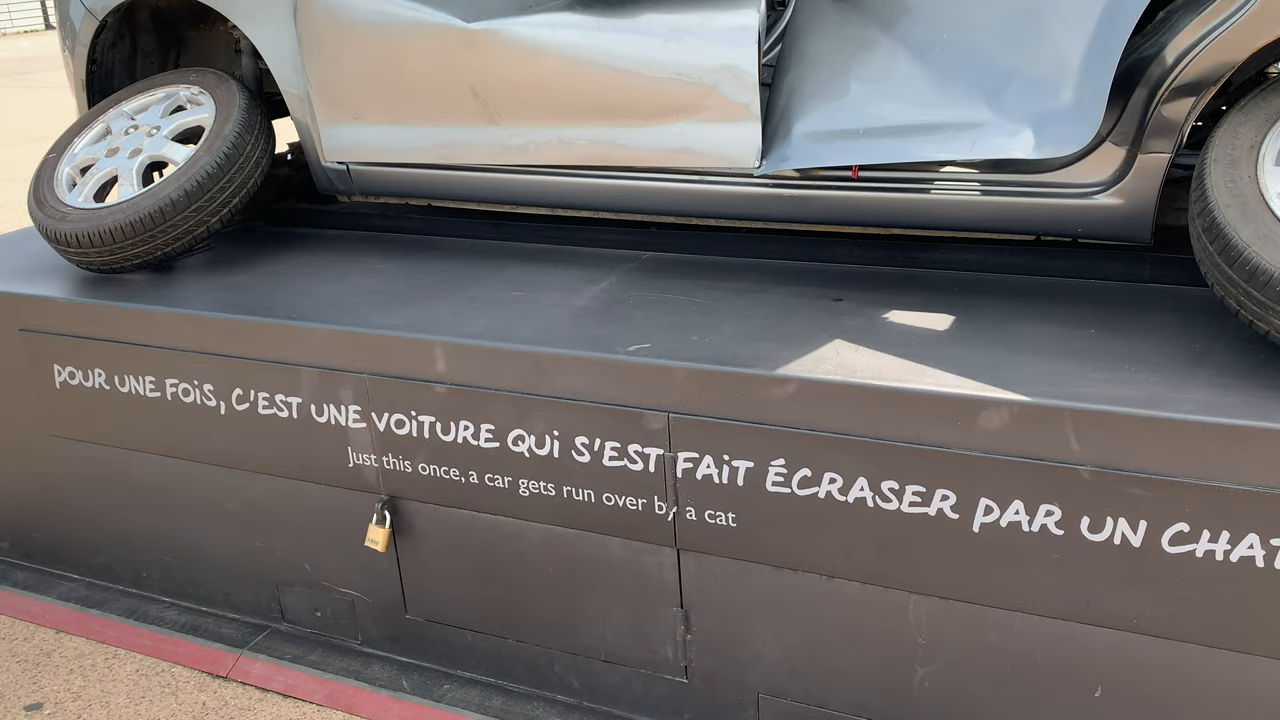 POUR UNE FOiS, C'EST UNE VOiTURE QUi S'EST FAiT ÉCRASER PAR UN CHAT
Just this once, a car gets run over by a cat